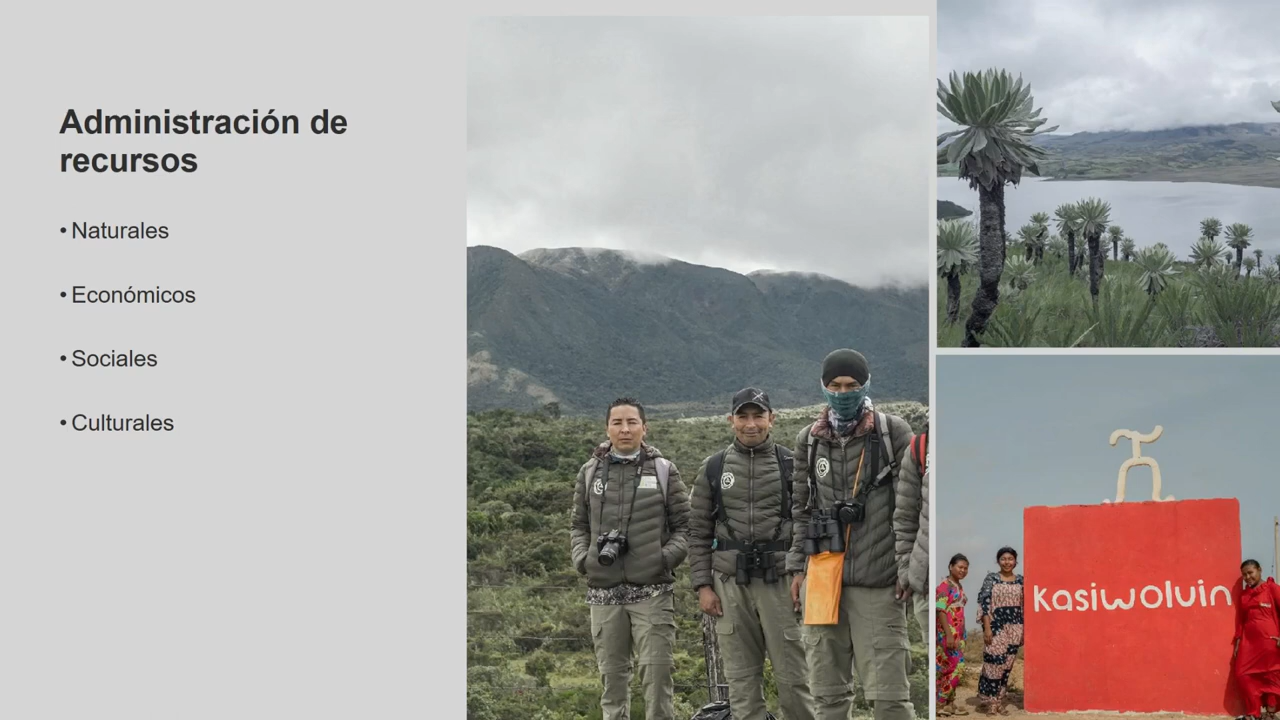 Administración de
recursos
• Naturales
• Económicos
• Sociales
• Culturales
kasiwoluin